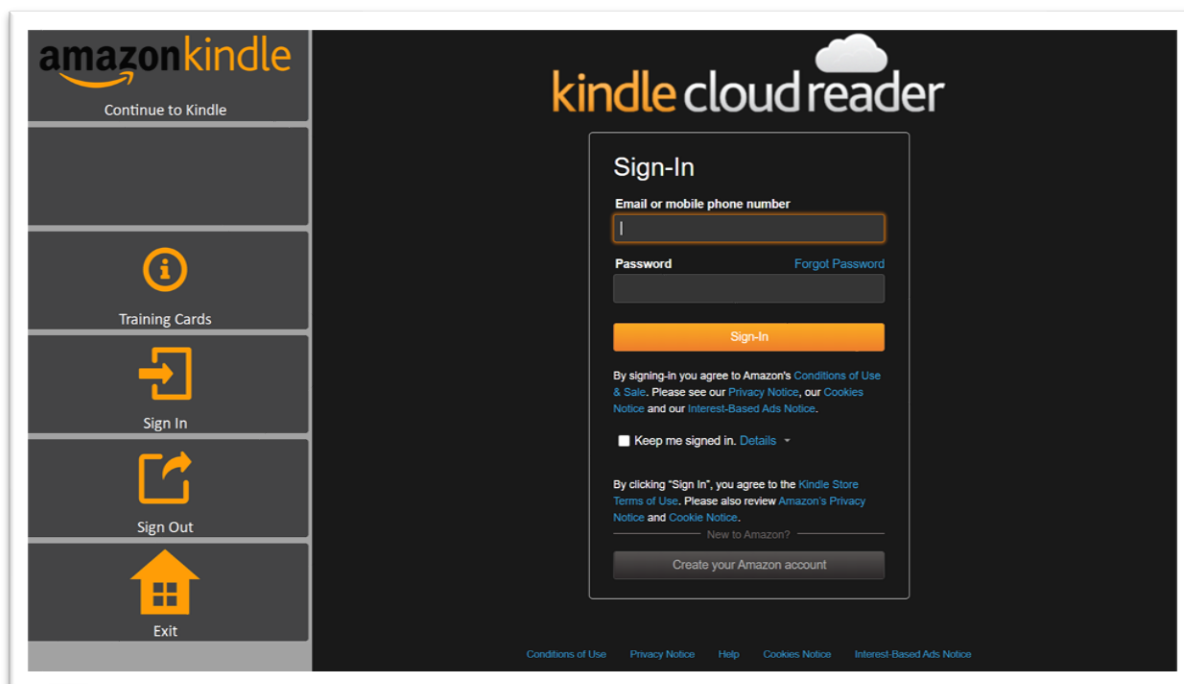 amazonkindle
Continue to Kindle
Training Cards
Sign In
Sign Out
Exit
kindle cloud reader
Sign-In
Email or mobile phone number
Password Forgot Password
Sign-In
By signing-in you agree to Amazon's Conditions of Use
& Sale. Please see our Privacy Notice, our Cookies
Notice and our Interest-Based Ads Notice.
Keep me signed in. Details
By clicking "Sign In", you agree to the Kindle Store
Terms of Use. Please also review Amazon's Privacy
Notice and Cookie Notice.
New to Amazon?
Create your Amazon account
Conditions of Use Privacy Notice Help Cookies Notice Interest-Based Ads Notice